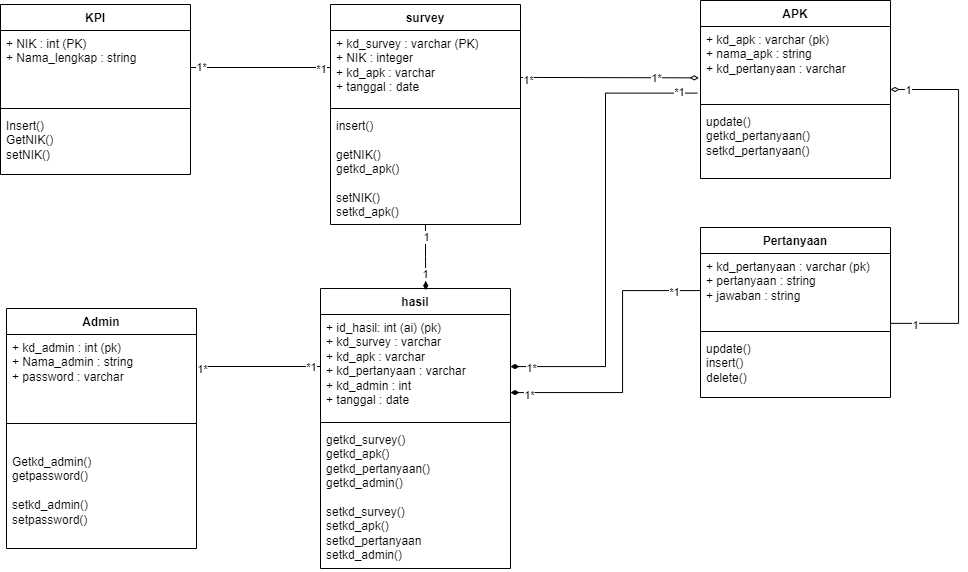 KPI
+ NIK : int (PK)
+ Nama_lengkap : string
Insert()
GetNIK()
setNIK()
1*
*1
survey
+ kd_survey : varchar (PK)
+ NIK : integer
+ kd_apk : varchar
+ tanggal : date
insert()
getNIK()
getkd_apk()
setNIK()
setkd_apk()
1*
1*
*1
APK
+ kd_apk : varchar (pk)
+ nama_apk : string
+ kd_pertanyaan : varchar
update()
getkd_pertanyaan()
setkd_pertanyaan()
1
1
1
Pertanyaan
+ kd_pertanyaan : varchar (pk)
+ pertanyaan : string
+ jawaban : string
update()
insert()
delete()
*1
1
Admin
+ kd_admin : int (pk)
+ Nama_admin : string
+ password : varchar
Getkd_admin()
getpassword()
setkd_admin()
setpassword()
1*
*1
hasil
+ id_hasil: int (ai) (pk)
+ kd_survey : varchar
+ kd_apk : varchar
+ kd_pertanyaan : varchar
+ kd_admin : int
+ tanggal : date
getkd_survey()
getkd_apk()
getkd_pertanyaan()
getkd_admin()
setkd_survey()
setkd_apk()
setkd_pertanyaan
setkd_admin()
1*
1*